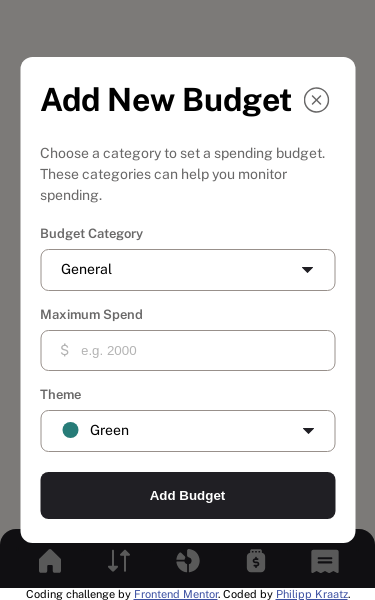 Add New Budget
Choose a category to set a spending budget.
These categories can help you monitor
spending.
Budget Category
General
Maximum Spend
$ e.g. 2000
Theme
Green
Add Budget
$
Coding challenge by Frontend Mentor. Coded by Philipp Kraatz.